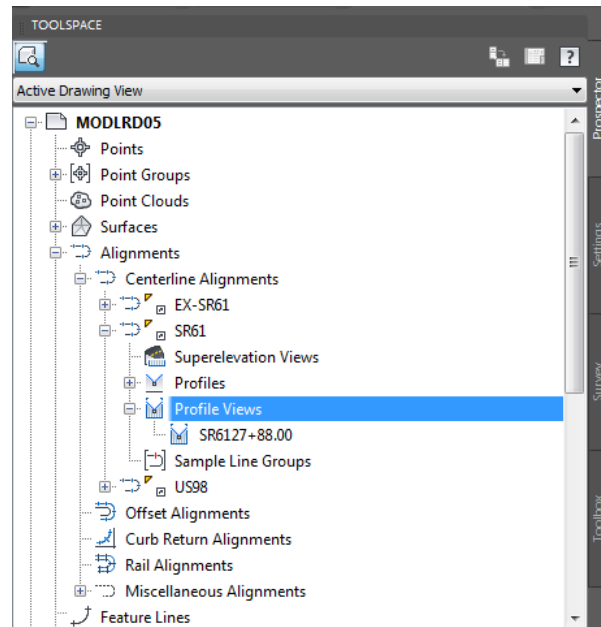 TOOLSPACE
?
Active Drawing View
MODLRD05
Points
Point Groups
Point Clouds
Surfaces
Alignments
Centerline Alignments
EX-SR61
SR61
Superelevation Views
Profiles
Profile Views
SR6127+88.00
Sample Line Groups
US98
Offset Alignments
Curb Return Alignments
Rail Alignments
Miscellaneous Alignments
Feature Lines
Prospector
Settings
Survey
Toolbox